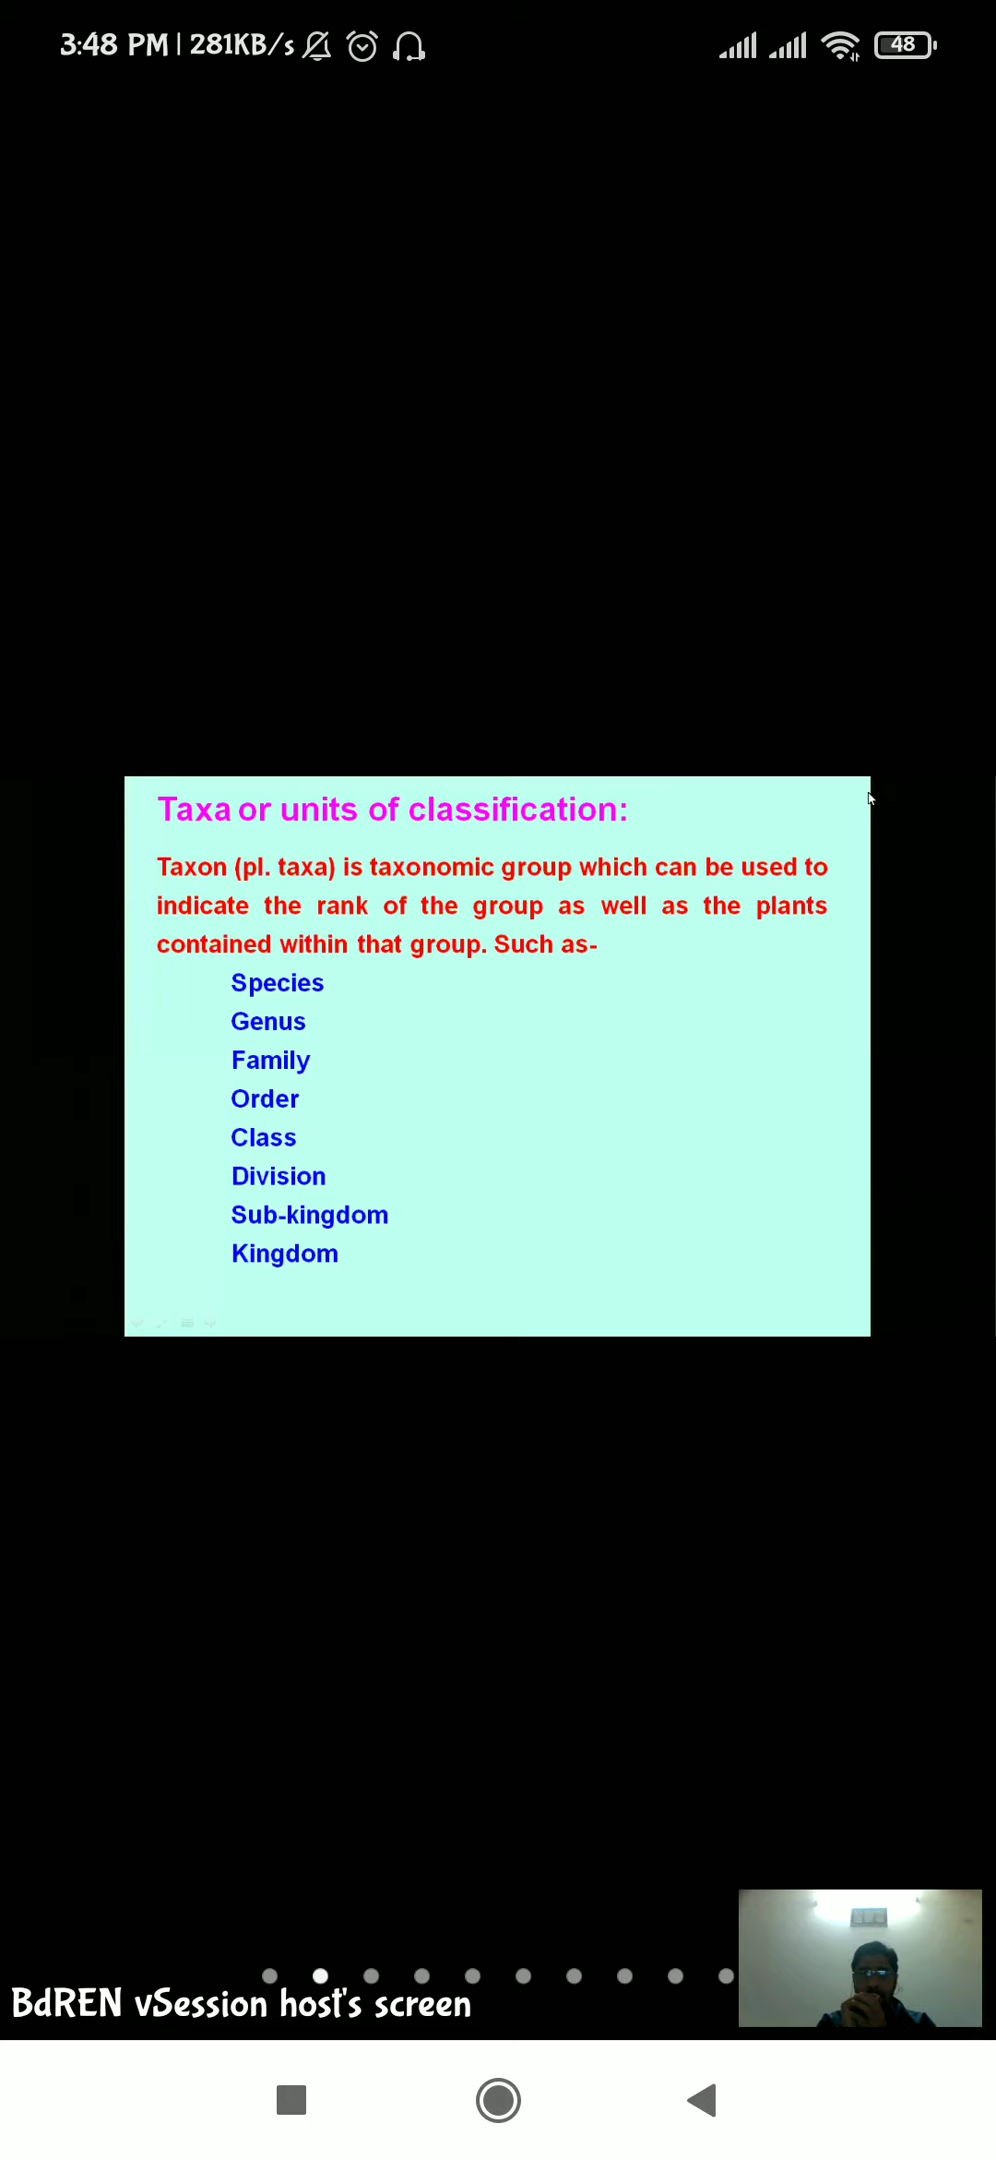 3:48 PM | 281KB/s 48
Taxa or units of classification:
Taxon (pl. taxa) is taxonomic group which can be used to
indicate the rank of the group as well as the plants
contained within that group. Such as-
Species
Genus
Family
Order
Class
Division
Sub-kingdom
Kingdom
BdREN vSession host's screen